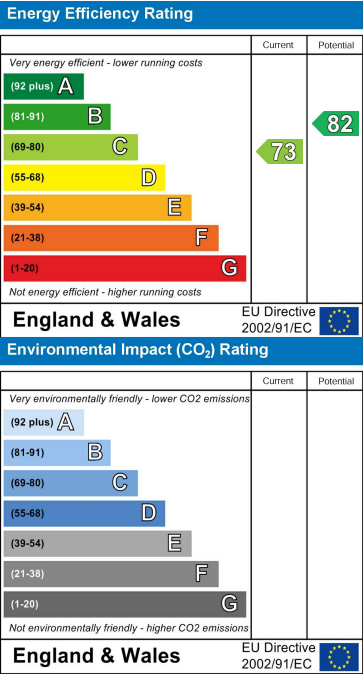 Energy Efficiency Rating
Current Potential
Very energy efficient - lower running costs
(92 plus) A
(81-91) B
82
(69-80) C
73
(55-68) D
(39-54) E
(21-38) F
(1-20) G
Not energy efficient - higher running costs
England & Wales
EU Directive
2002/91/EC
Environmental Impact (CO₂) Rating
Current Potential
Very environmentally friendly - lower CO2 emissions
(92 plus) A
(81-91) B
(69-80) C
(55-68) D
(39-54) E
(21-38) F
(1-20) G
Not environmentally friendly - higher CO2 emissions
England & Wales
EU Directive
2002/91/EC